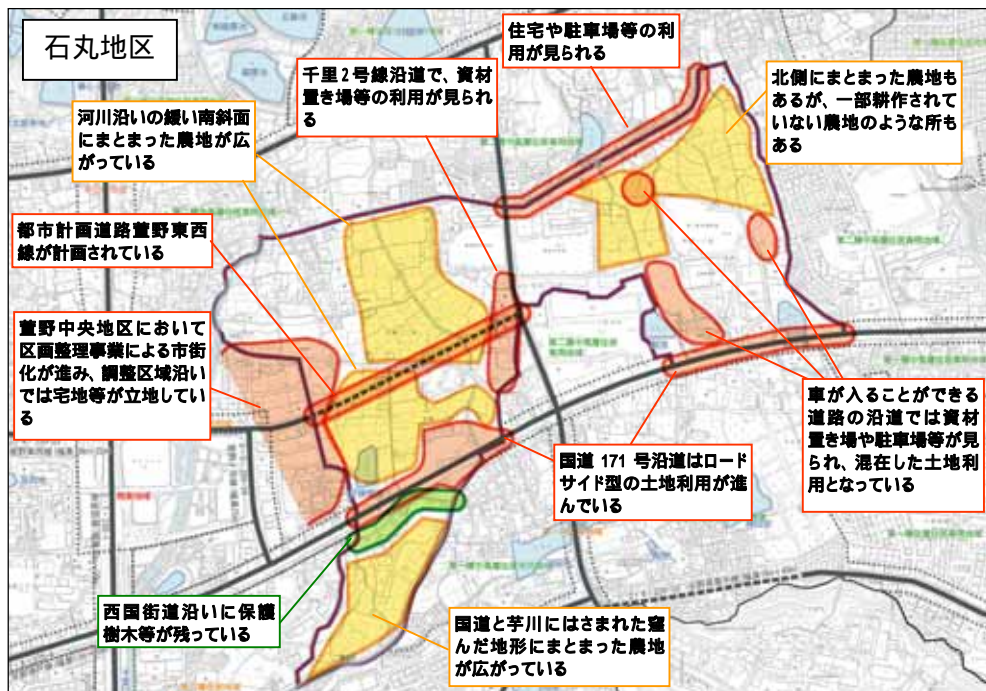 石丸地区
住宅や駐車場等の利
用が見られる
千里2号線沿道で、資材
置き場等の利用が見られ
る
北側にまとまった農地も
あるが、一部耕作されて
いない農地のような所も
ある
河川沿いの緩い南斜面
にまとまった農地が広
がっている
都市計画道路萱野東西
線が計画されている
萱野中央地区において
区画整理事業による市街
化が進み、調整区域沿い
では宅地等が立地してい
る
車が入ることができる
道路の沿道では資材
置き場や駐車場等が見
られ、混在した土地利
用となっている
国道 171 号沿道はロード
サイド型の土地利用が進
んでいる
西国街道沿いに保護
樹木等が残っている
国道と芋川にはさまれた窪
んだ地形にまとまった農地
が広がっている